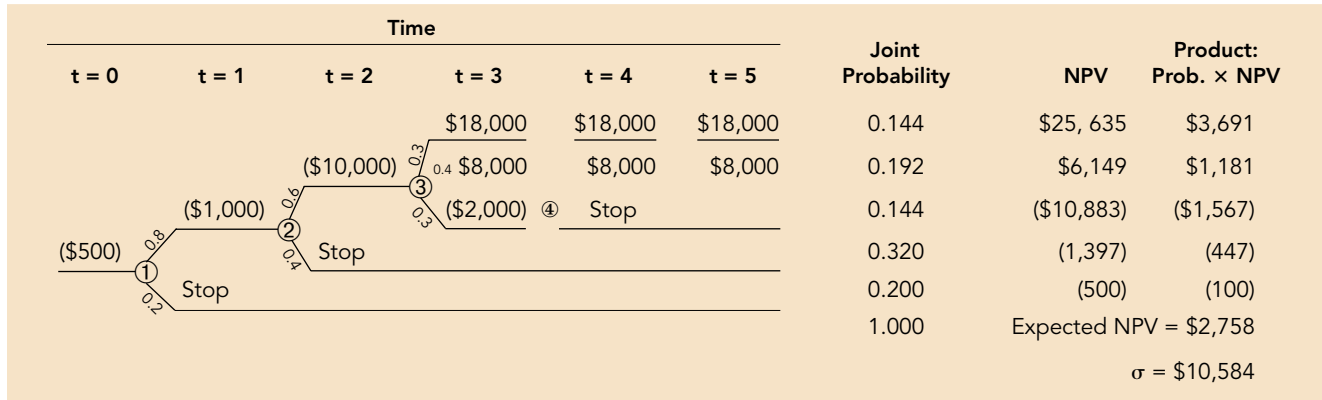 Time
Joint Product:
t = 0 t = 1 t = 2 t = 3 t = 4 t = 5 Probability NPV Prob. × NPV
$18,000 $18,000 $18,000 0.144 $25, 635 $3,691
0.3
($10,000) 0.4 $8,000 $8,000 $8,000 0.192 $6,149 $1,181
3
0.6
($1,000) 0.3 ($2,000) ④ Stop 0.144 ($10,883) ($1,567)
2
0.8
($500) 0.4 Stop 0.320 (1,397) (447)
1
0.2 Stop 0.200 (500) (100)
1.000 Expected NPV = $2,758
σ = $10,584